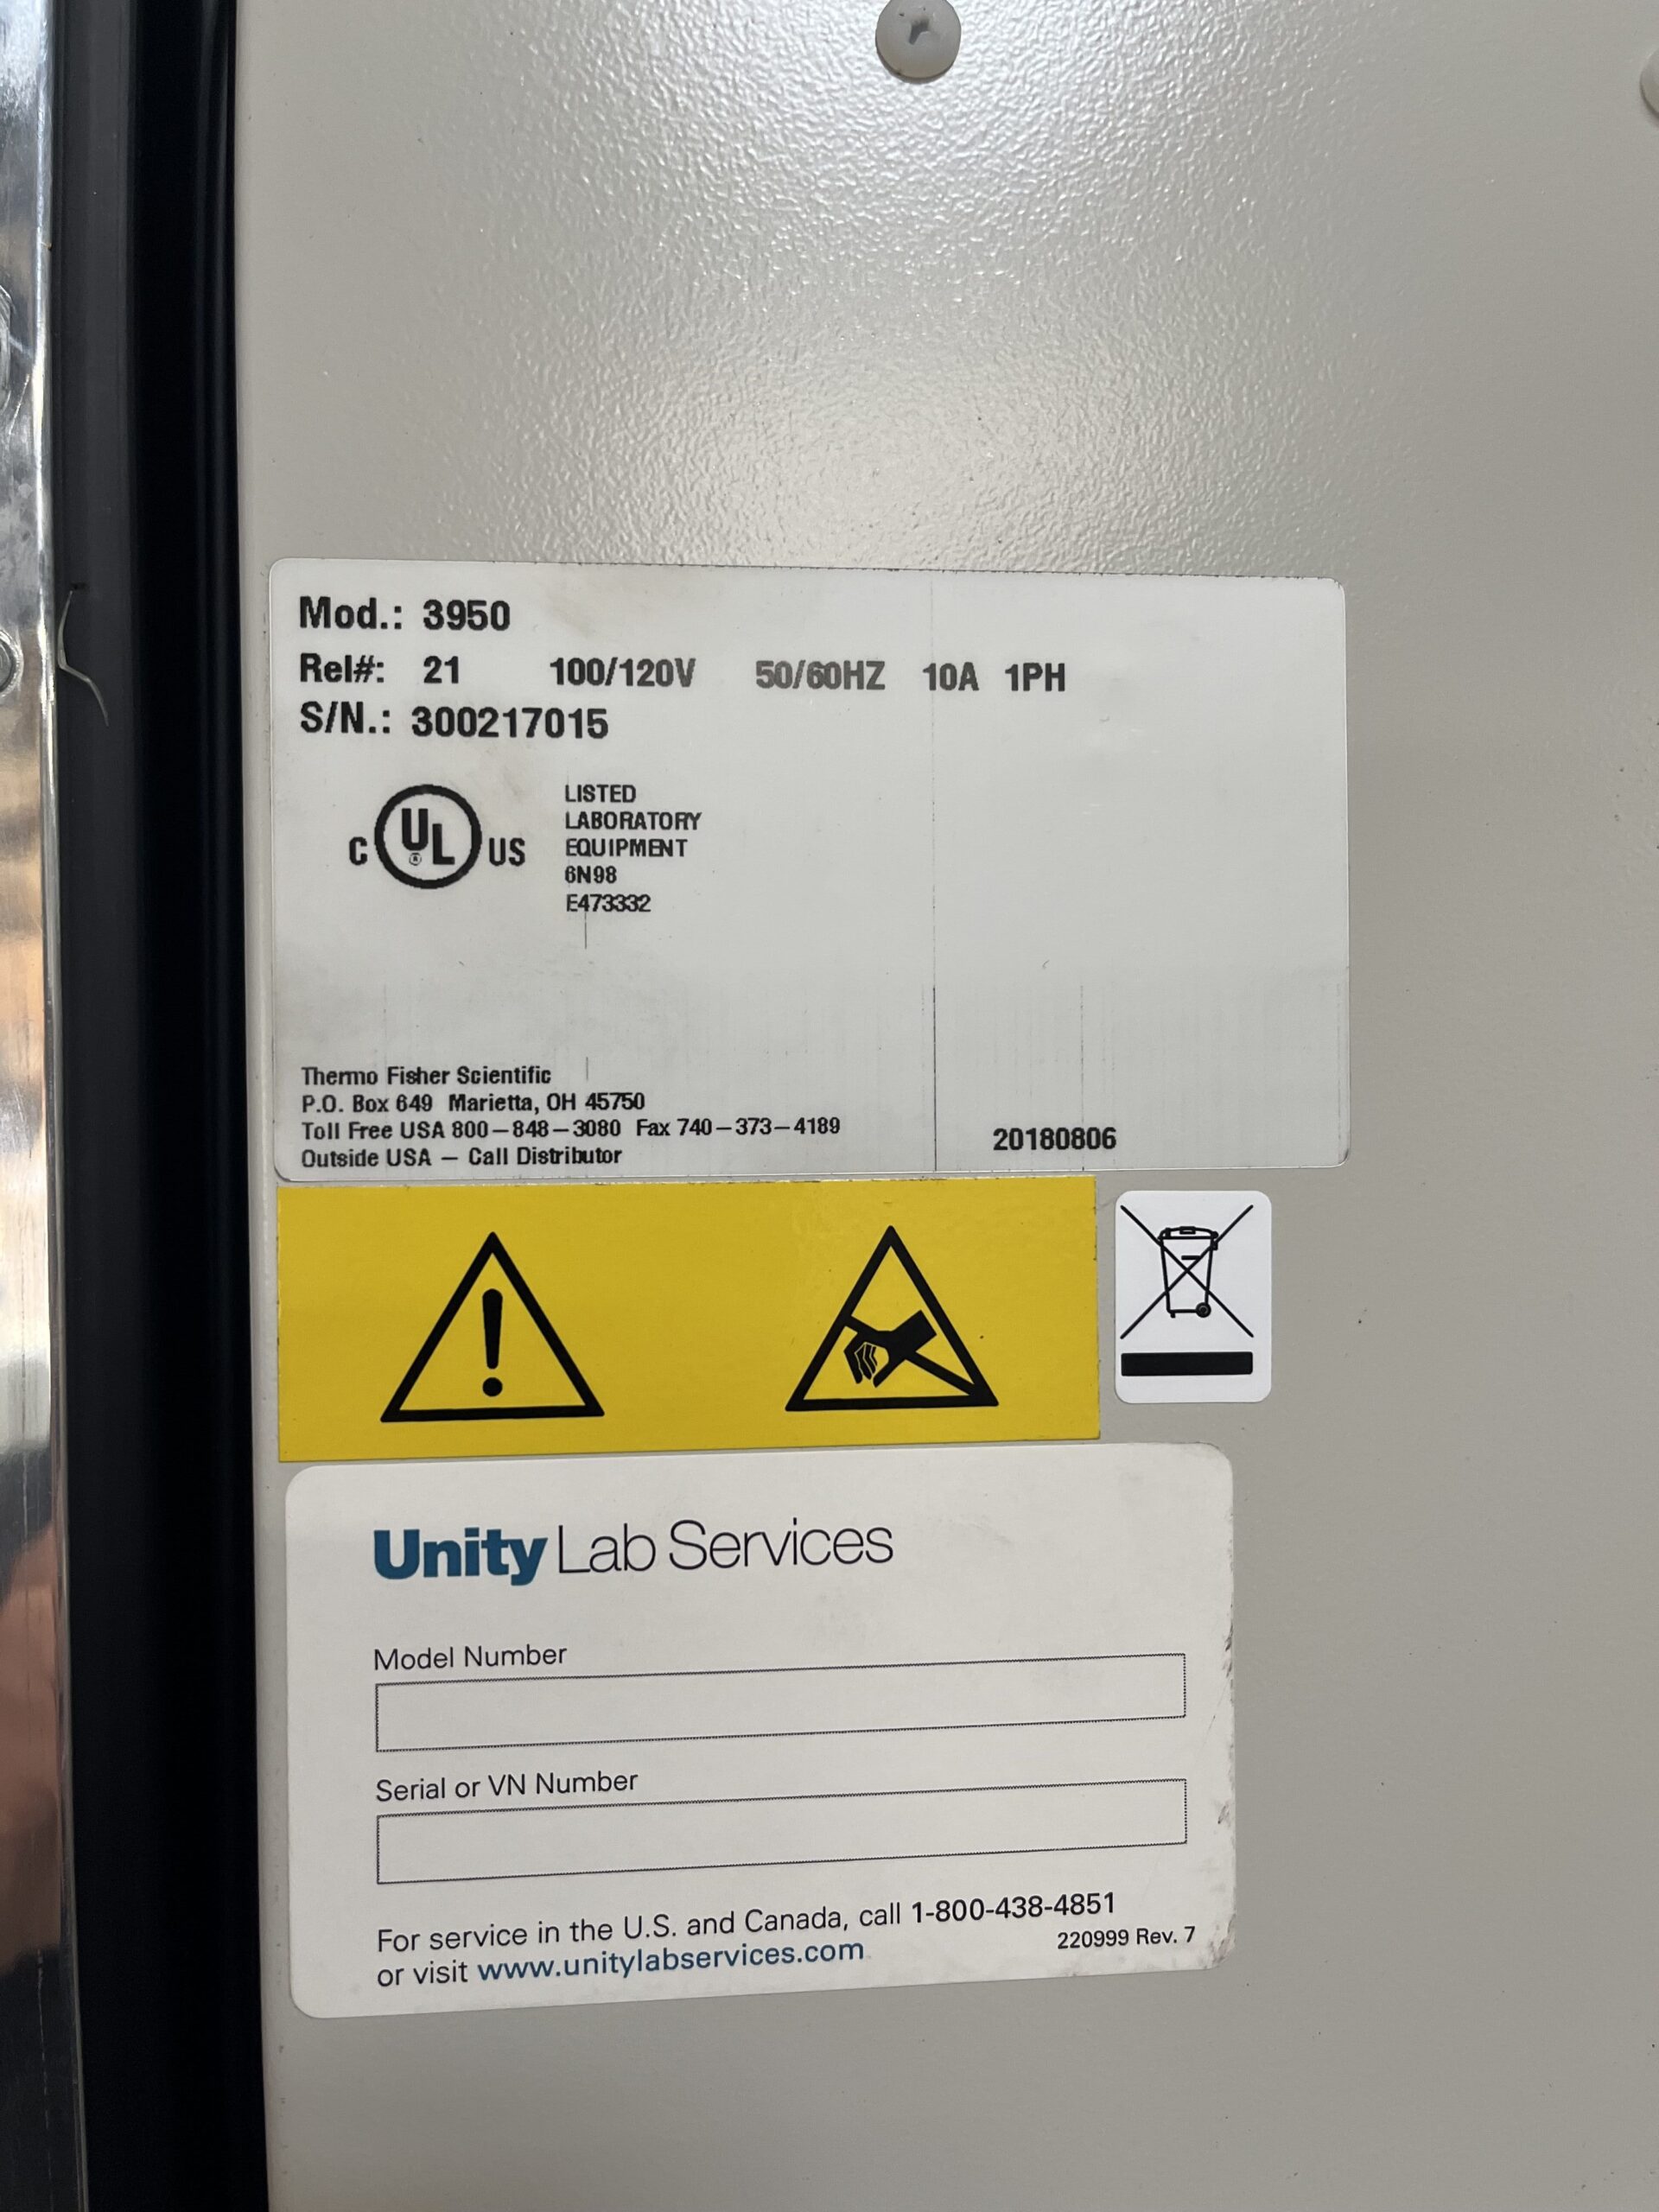 Mod.: 3950
Rel#: 21 100/120V 50/60HZ 10A 1PH
S/N.: 300217015
C UL® US
LISTED
LABORATORY
EQUIPMENT
6N98
E473332
Thermo Fisher Scientific
P.O. Box 649 Marietta, OH 45750
Toll Free USA 800–848–3080 Fax 740–373–4189
Outside USA – Call Distributor
20180806
Unity Lab Services
Model Number
Serial or VN Number
For service in the U.S. and Canada, call 1-800-438-4851
or visit www.unitylabservices.com
220999 Rev. 7